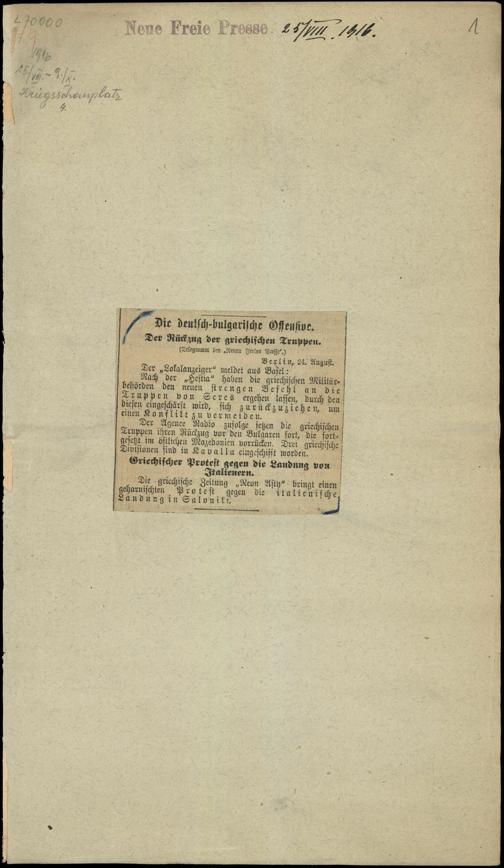 L70000
Neue Freie Presse 25/VIII. 1916.
1
1916
25/VIII.-9./X.
Kriegsschauplatz
9.
Die deutsch-bulgarische Offensive.
Der Rückzug der griechischen Truppen.
(Telegramm der „Neuen Freien Presse“.)
Berlin, 24. August.
Der „Lokalanzeiger“ meldet aus Basel:
Nach der „Hestia“ haben die griechischen Militär-
behörden den neuen strengen Befehl an die
Truppen von Seres ergehen lassen, durch den
diesen eingeschärft wird, sich zurückzuziehen, um
einen Konflikt zu vermeiden.
Der Agence Radio zufolge setzen die griechischen
Truppen ihren Rückzug vor den Bulgaren fort, die fort-
gesetzt im östlichen Mazedonien vorrücken. Drei griechische
Divisionen sind in Kavalla eingeschifft worden.
Griechischer Protest gegen die Landung von
Italienern.
Die griechische Zeitung „Neon Asty“ bringt einen
geharnischten Protest gegen die italienische
Landung in Saloniki.